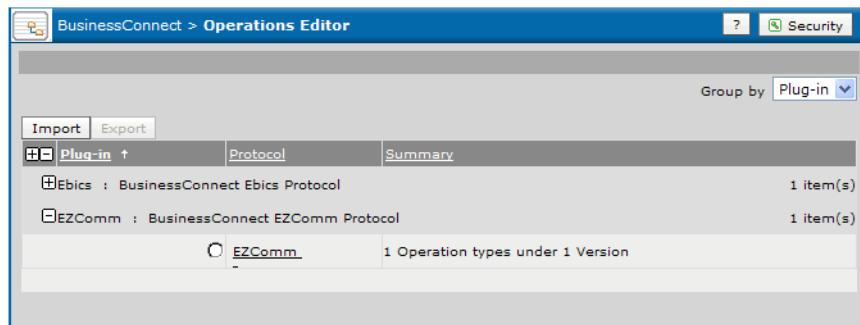 BusinessConnect > Operations Editor ? Security
Group by Plug-in
Import Export
Plug-in ↑ Protocol Summary
Ebics : BusinessConnect Ebics Protocol 1 item(s)
EZComm : BusinessConnect EZComm Protocol 1 item(s)
EZComm 1 Operation types under 1 Version